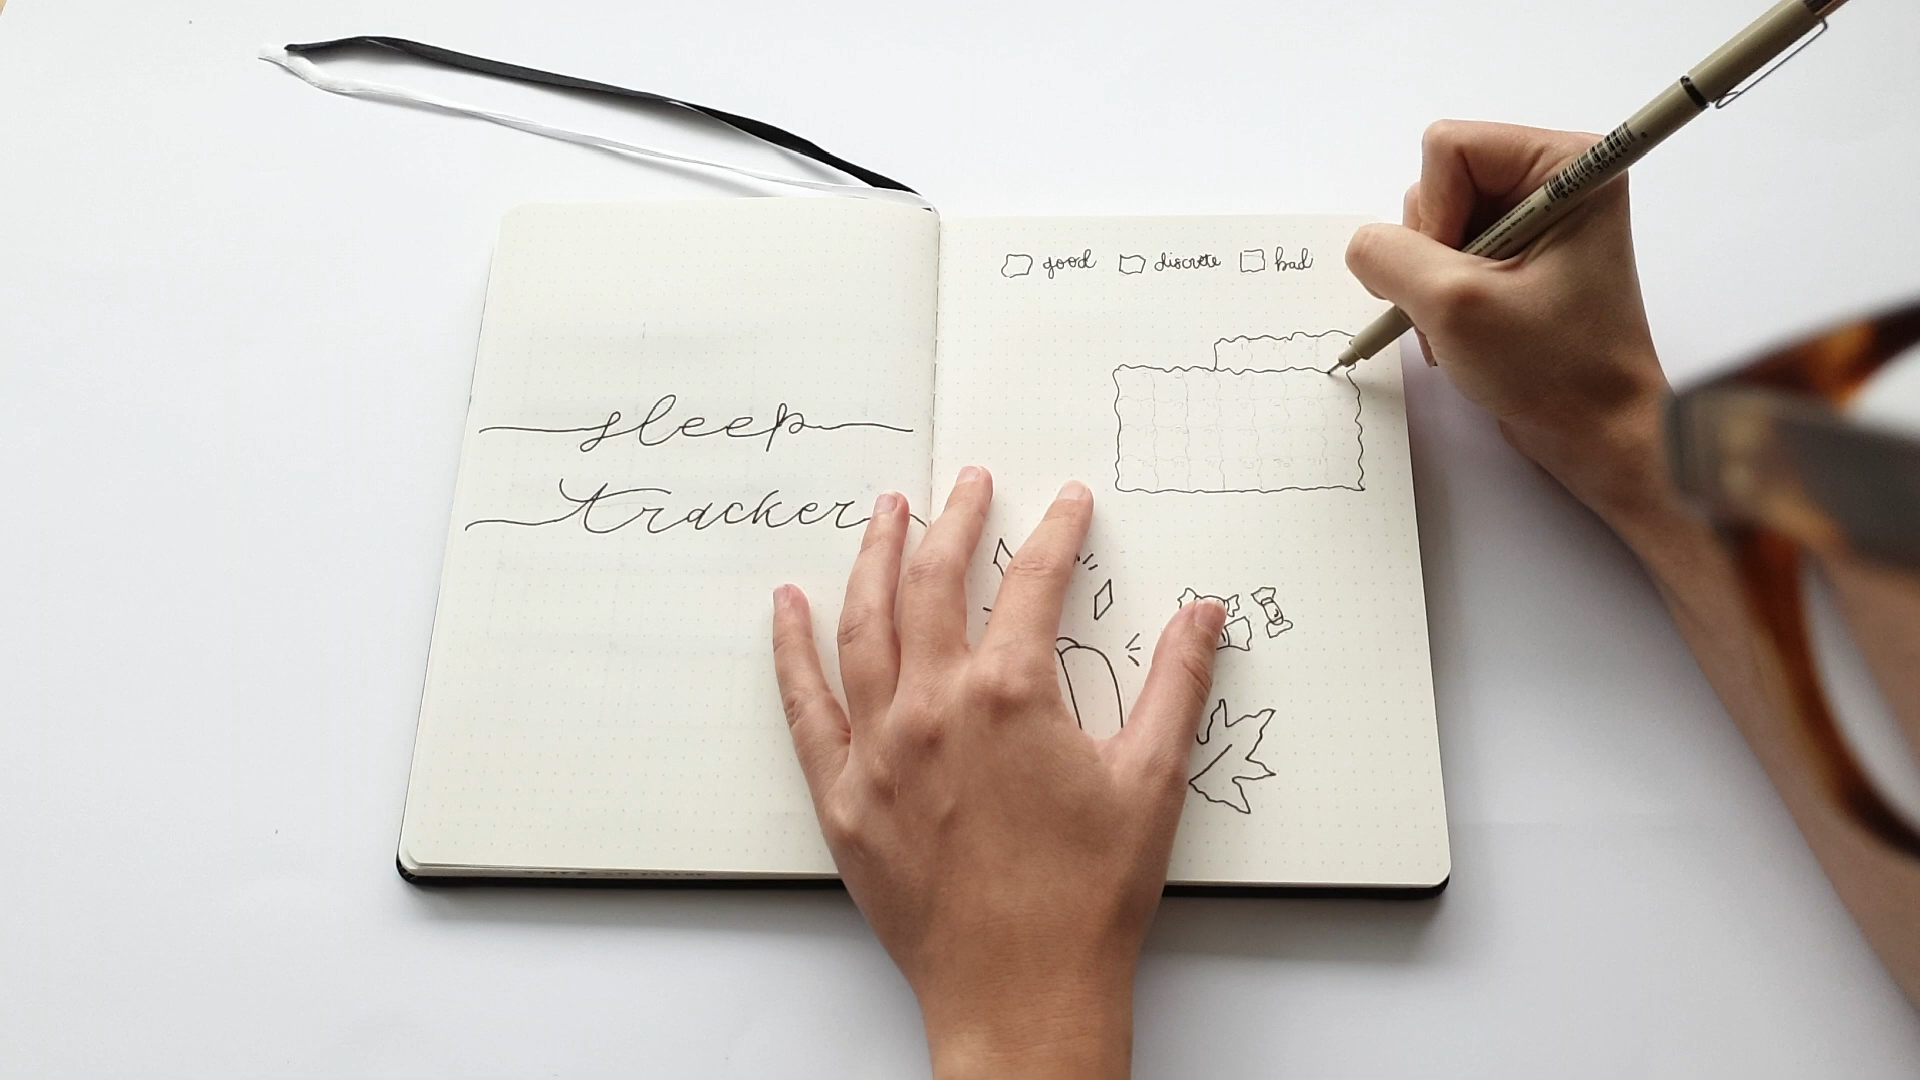 sleep
tracker
good discrete bad